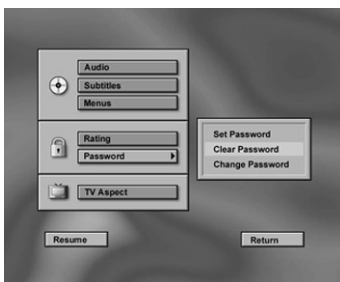 Audio
Subtitles
Menus
Rating
Password
Set Password
Clear Password
Change Password
TV Aspect
Resume
Return